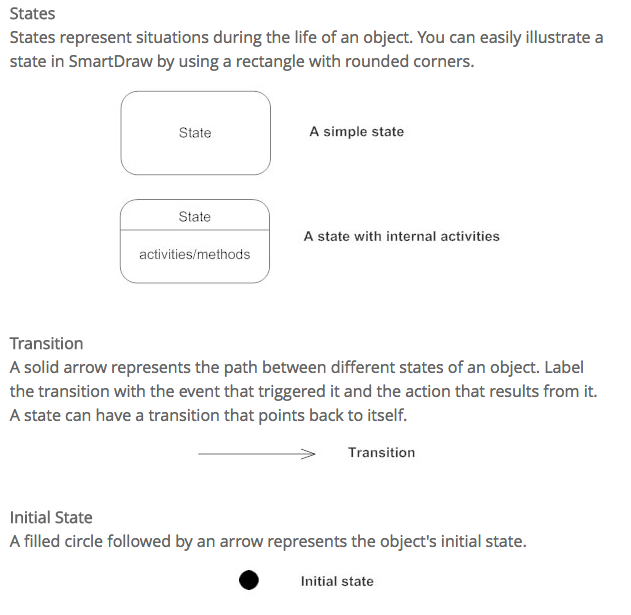 States
States represent situations during the life of an object. You can easily illustrate a
state in SmartDraw by using a rectangle with rounded corners.
State
A simple state
State
activities/methods
A state with internal activities
Transition
A solid arrow represents the path between different states of an object. Label
the transition with the event that triggered it and the action that results from it.
A state can have a transition that points back to itself.
Transition
Initial State
A filled circle followed by an arrow represents the object's initial state.
Initial state